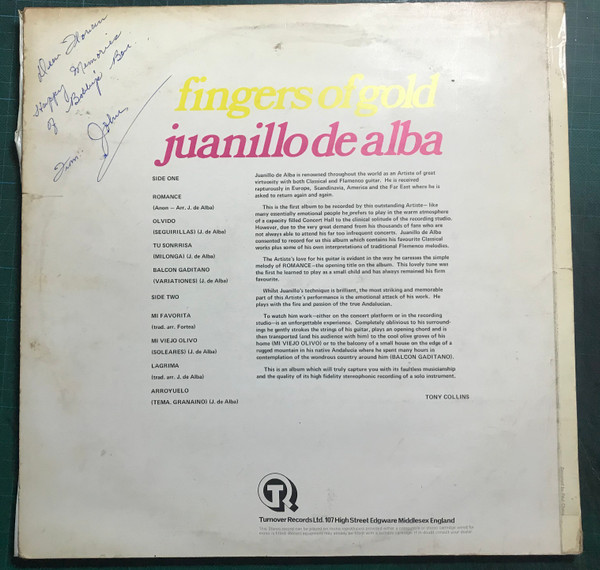 Dear
Happy Memories
of Bar
from John
fingers of gold
juanillo de alba
SIDE ONE
ROMANCE
(Anon — Arr. J. de Alba)
OLVIDO
(SEGUIRILLAS) (J. de Alba)
TU SONRRISA
(MILONGA) (J. de Alba)
BALCON GADITANO
(VARIATIONES) (J. de Alba)
SIDE TWO
MI FAVORITA
(trad. arr. Fortea)
MI VIEJO OLIVO
(SOLEARES) (J. de Alba)
LAGRIMA
(trad. arr. J. de Alba)
ARROYUELO
(TEMA, GRANAINO) (J. de Alba)
Juanillo de Alba is renowned throughout the world as an Artiste of great
virtuosity with both Classical and Flamenco guitar. He is received
rapturously in Europe, Scandinavia, America and the Far East where he is
asked to return again and again.
This is the first album to be recorded by this outstanding Artiste— like
many essentially emotional people he prefers to play in the warm atmosphere
of a capacity filled Concert Hall to the clinical solitude of the recording studio.
However, due to the very great demand from his thousands of fans who are
not always able to attend his far too infrequent concerts. Juanillo de Alba
consented to record for us this album which contains his favourite Classical
works plus some of his own interpretations of traditional Flamenco melodies.
The Artiste's love for his guitar is evident in the way he caresses the simple
melody of ROMANCE—the opening title on the album. This lovely tune was
the first he learned to play as a small child and has always remained his firm
favourite.
Whilst Juanillo's technique is brilliant, the most striking and memorable
part of this Artiste's performance is the emotional attack of his work. He
plays with the fire and passion of the true Andalucian.
To watch him work—either on the concert platform or in the recording
studio—is an unforgetable experience. Completely oblivious to his surround-
ings he gently strokes the strings of his guitar, plays an opening chord and is
then transported (and his audience with him) to the cool olive groves of his
home (MI VIEJO OLIVO) or to the balcony of a small house on the edge of a
rugged mountain in his native Andalucia where he spent many hours in
contemplation of the wondrous country around him (BALCON GADITANO).
This is an album which will truly capture you with its faultless musicianship
and the quality of its high fidelity stereophonic recording of a solo instrument.
TONY COLLINS
TR
Turnover Records Ltd. 107 High Street Edgware Middlesex England